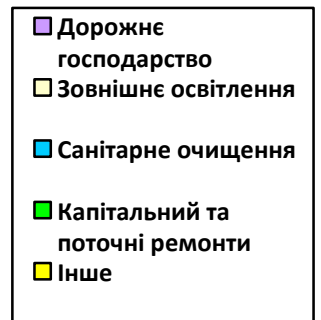 Дорожнє
господарство
Зовнішнє освітлення
Санітарне очищення
Капітальний та
поточні ремонти
Інше